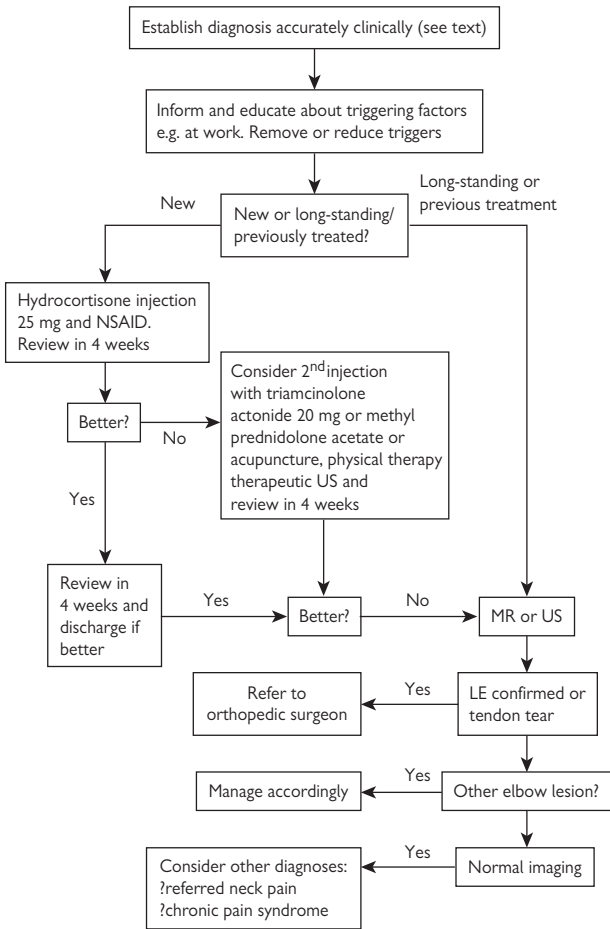 Establish diagnosis accurately clinically (see text)
Inform and educate about triggering factors
e.g. at work. Remove or reduce triggers
New
New or long-standing/
previously treated?
Long-standing or
previous treatment
Hydrocortisone injection
25 mg and NSAID.
Review in 4 weeks
Consider 2nd injection
with triamcinolone
actonide 20 mg or methyl
prednidolone acetate or
acupuncture, physical therapy
therapeutic US and
review in 4 weeks
Better?
No
Yes
Review in
4 weeks and
discharge if
better
Yes
Better?
No
MR or US
Refer to
orthopedic surgeon
Yes
LE confirmed or
tendon tear
Manage accordingly
Yes
Other elbow lesion?
Consider other diagnoses:
?referred neck pain
?chronic pain syndrome
Yes
Normal imaging